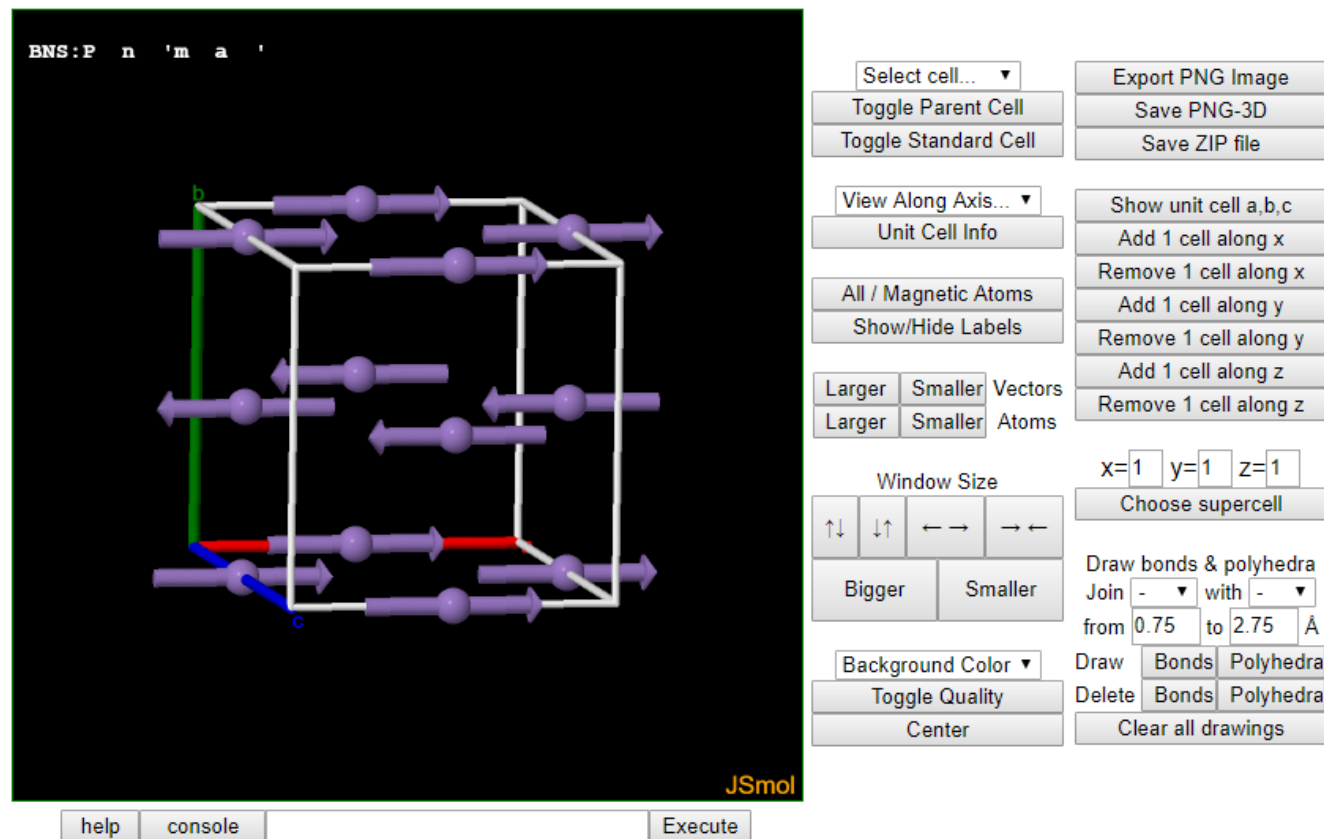 BNS:P n 'm a '
b
c
JSmol
help console Execute
Select cell... ▼
Toggle Parent Cell
Toggle Standard Cell
View Along Axis... ▼
Unit Cell Info
All / Magnetic Atoms
Show/Hide Labels
Larger Smaller Vectors
Larger Smaller Atoms
Window Size
↑↓ ↓↑ ←→ →←
Bigger Smaller
Background Color ▼
Toggle Quality
Center
Export PNG Image
Save PNG-3D
Save ZIP file
Show unit cell a,b,c
Add 1 cell along x
Remove 1 cell along x
Add 1 cell along y
Remove 1 cell along y
Add 1 cell along z
Remove 1 cell along z
x=1 y=1 z=1
Choose supercell
Draw bonds & polyhedra
Join - ▼ with - ▼
from 0.75 to 2.75 Å
Draw Bonds Polyhedra
Delete Bonds Polyhedra
Clear all drawings